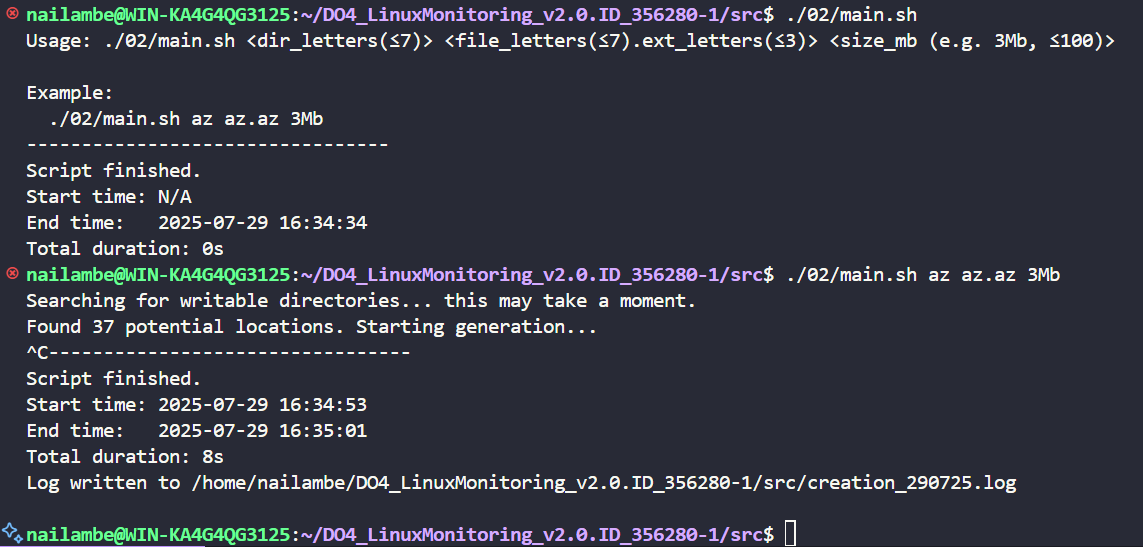 nailambe@WIN-KA4G4QG3125:~/DO4_LinuxMonitoring_v2.0.ID_356280-1/src$ ./02/main.sh
Usage: ./02/main.sh <dir_letters(≤7)> <file_letters(≤7).ext_letters(≤3)> <size_mb (e.g. 3Mb, ≤100)>
Example:
  ./02/main.sh az az.az 3Mb
---------------------------------
Script finished.
Start time: N/A
End time:   2025-07-29 16:34:34
Total duration: 0s
nailambe@WIN-KA4G4QG3125:~/DO4_LinuxMonitoring_v2.0.ID_356280-1/src$ ./02/main.sh az az.az 3Mb
Searching for writable directories... this may take a moment.
Found 37 potential locations. Starting generation...
^C---------------------------------
Script finished.
Start time: 2025-07-29 16:34:53
End time:   2025-07-29 16:35:01
Total duration: 8s
Log written to /home/nailambe/DO4_LinuxMonitoring_v2.0.ID_356280-1/src/creation_290725.log
nailambe@WIN-KA4G4QG3125:~/DO4_LinuxMonitoring_v2.0.ID_356280-1/src$